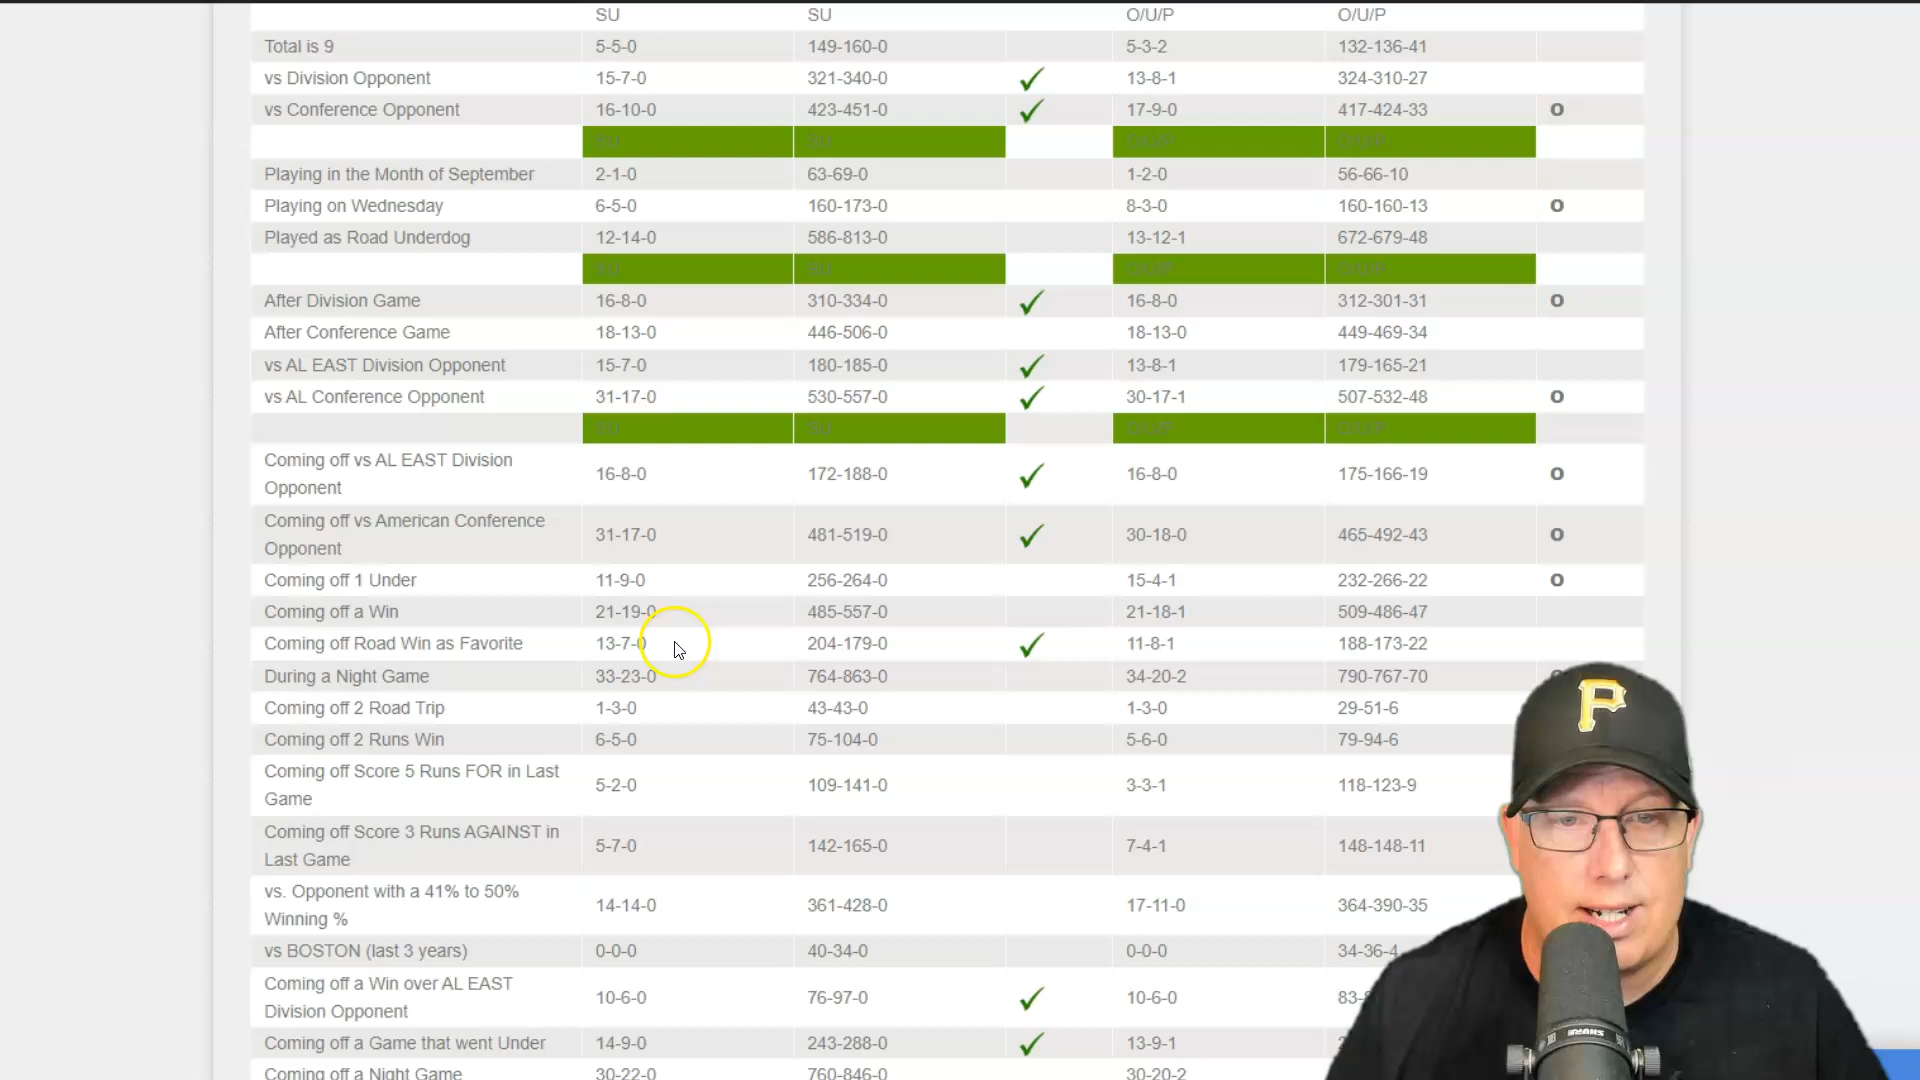 SU SU O/U/P O/U/P
Total is 9 5-5-0 149-160-0 5-3-2 132-136-41
vs Division Opponent 15-7-0 321-340-0 13-8-1 324-310-27
vs Conference Opponent 16-10-0 423-451-0 17-9-0 417-424-33 O
SU SU O/U/P O/U/P
Playing in the Month of September 2-1-0 63-69-0 1-2-0 56-66-10
Playing on Wednesday 6-5-0 160-173-0 8-3-0 160-160-13 O
Played as Road Underdog 12-14-0 586-813-0 13-12-1 672-679-48
SU SU O/U/P O/U/P
After Division Game 16-8-0 310-334-0 16-8-0 312-301-31 O
After Conference Game 18-13-0 446-506-0 18-13-0 449-469-34
vs AL EAST Division Opponent 15-7-0 180-185-0 13-8-1 179-165-21
vs AL Conference Opponent 31-17-0 530-557-0 30-17-1 507-532-48 O
SU SU O/U/P O/U/P
Coming off vs AL EAST Division
Opponent 16-8-0 172-188-0 16-8-0 175-166-19 O
Coming off vs American Conference
Opponent 31-17-0 481-519-0 30-18-0 465-492-43 O
Coming off 1 Under 11-9-0 256-264-0 15-4-1 232-266-22 O
Coming off a Win 21-19-0 485-557-0 21-18-1 509-486-47
Coming off Road Win as Favorite 13-7-0 204-179-0 11-8-1 188-173-22
During a Night Game 33-23-0 764-863-0 34-20-2 790-767-70
Coming off 2 Road Trip 1-3-0 43-43-0 1-3-0 29-51-6
Coming off 2 Runs Win 6-5-0 75-104-0 5-6-0 79-94-6
Coming off Score 5 Runs FOR in Last
Game 5-2-0 109-141-0 3-3-1 118-123-9
Coming off Score 3 Runs AGAINST in
Last Game 5-7-0 142-165-0 7-4-1 148-148-11
vs. Opponent with a 41% to 50%
Winning % 14-14-0 361-428-0 17-11-0 364-390-35
vs BOSTON (last 3 years) 0-0-0 40-34-0 0-0-0 34-36-4
Coming off a Win over AL EAST
Division Opponent 10-6-0 76-97-0 10-6-0
Coming off a Game that went Under 14-9-0 243-288-0 13-9-1
Coming off a Night Game 30-22-0 760-846-0 30-20-2
P
SHURE